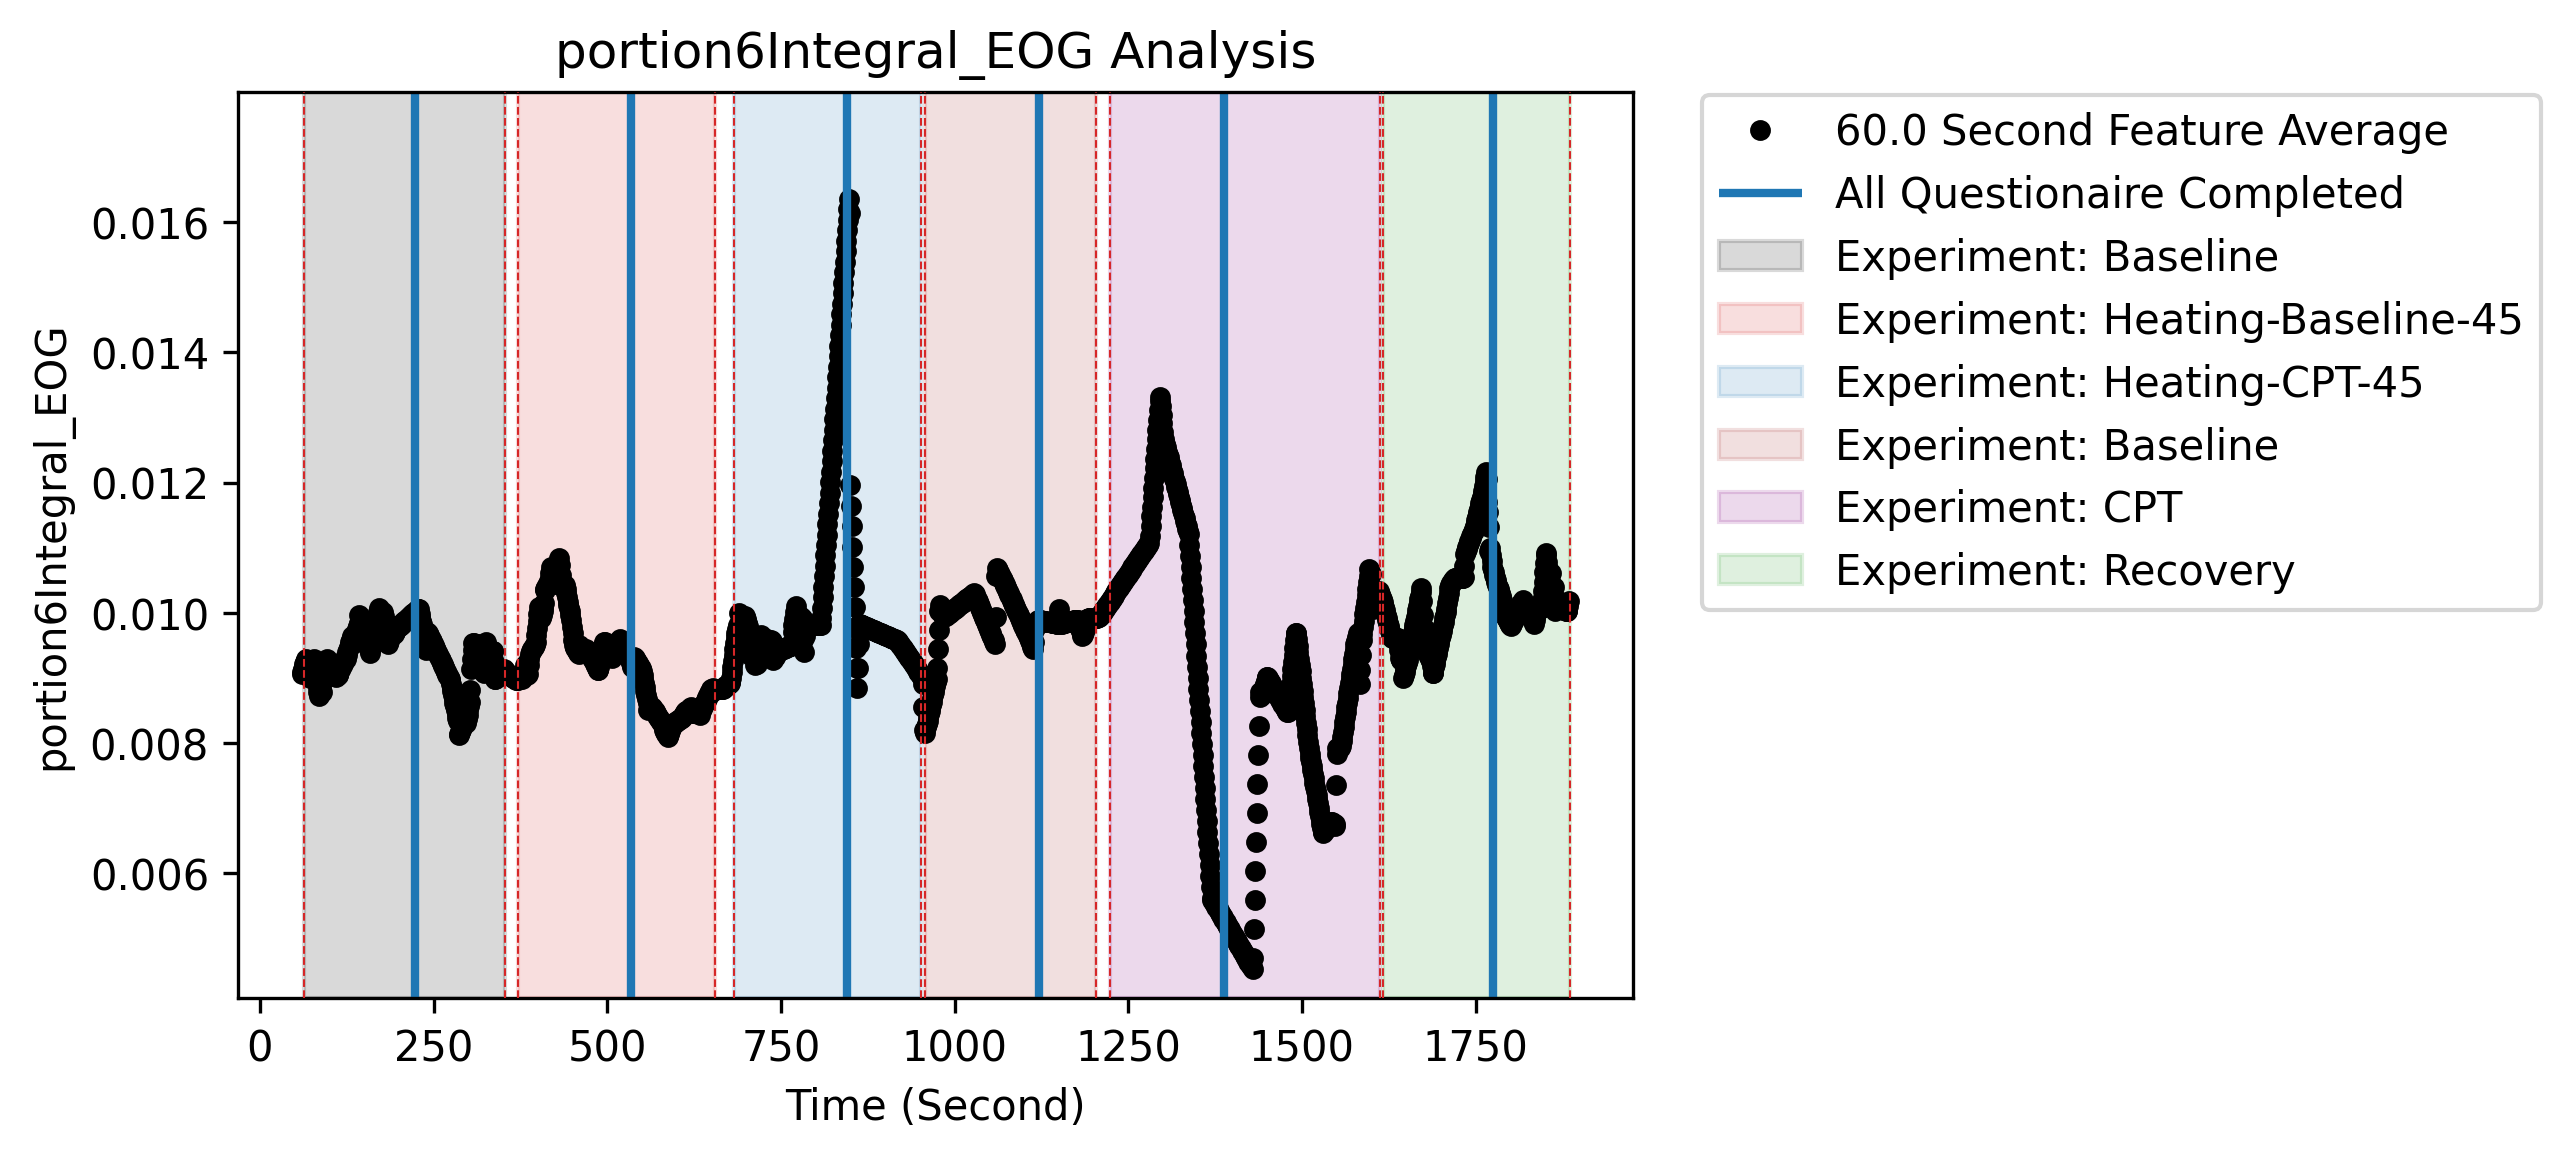 portion6Integral_EOG Analysis
portion6Integral_EOG
0.016
0.014
0.012
0.010
0.008
0.006
0 250 500 750 1000 1250 1500 1750
Time (Second)
60.0 Second Feature Average
All Questionaire Completed
Experiment: Baseline
Experiment: Heating-Baseline-45
Experiment: Heating-CPT-45
Experiment: Baseline
Experiment: CPT
Experiment: Recovery